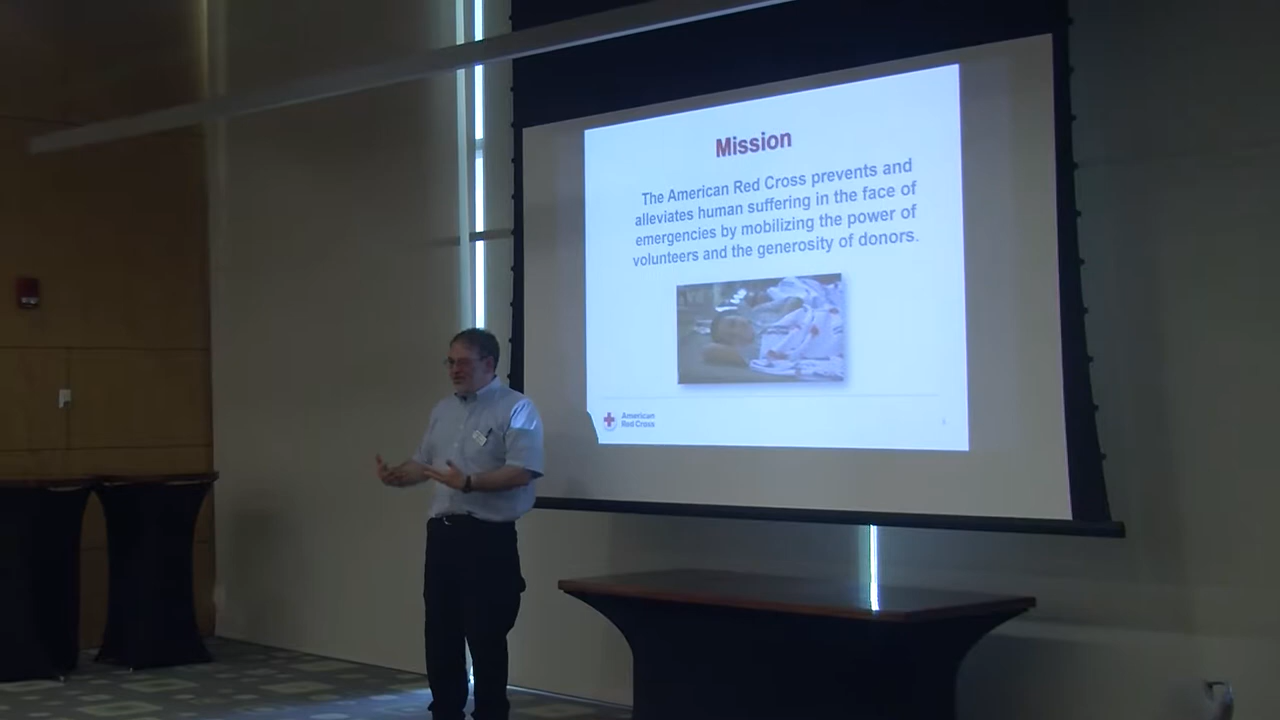 Mission
The American Red Cross prevents and
alleviates human suffering in the face of
emergencies by mobilizing the power of
volunteers and the generosity of donors.
American
Red Cross